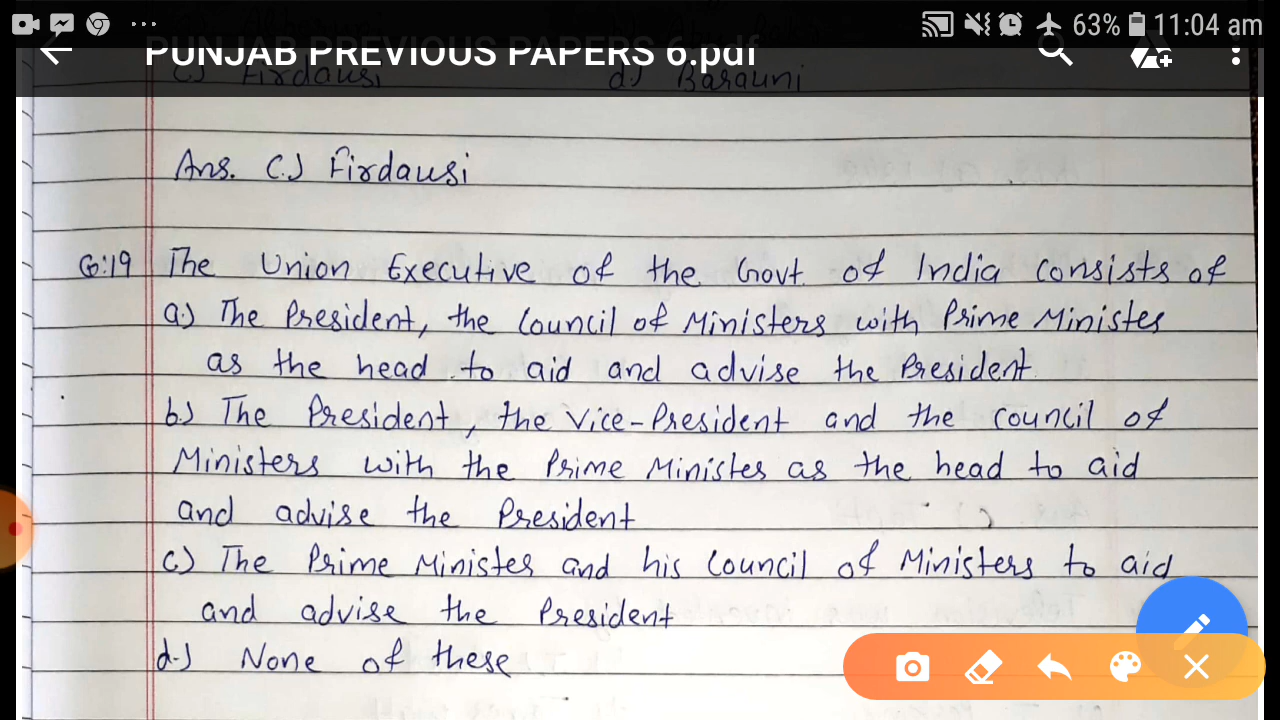 63% 11:04 am
PUNJAB PREVIOUS PAPERS 6.pdf
c.) Firdausi d.) Barauni
Ans. C.) Firdausi
Q:19 The Union Executive of the Govt. of India consists of
a.) The President, the Council of Ministers with Prime Minister
as the head to aid and advise the President.
b.) The President, the Vice-President and the council of
Ministers with the Prime Minister as the head to aid
and advise the President
c.) The Prime Minister and his Council of Ministers to aid
and advise the President
d.) None of these